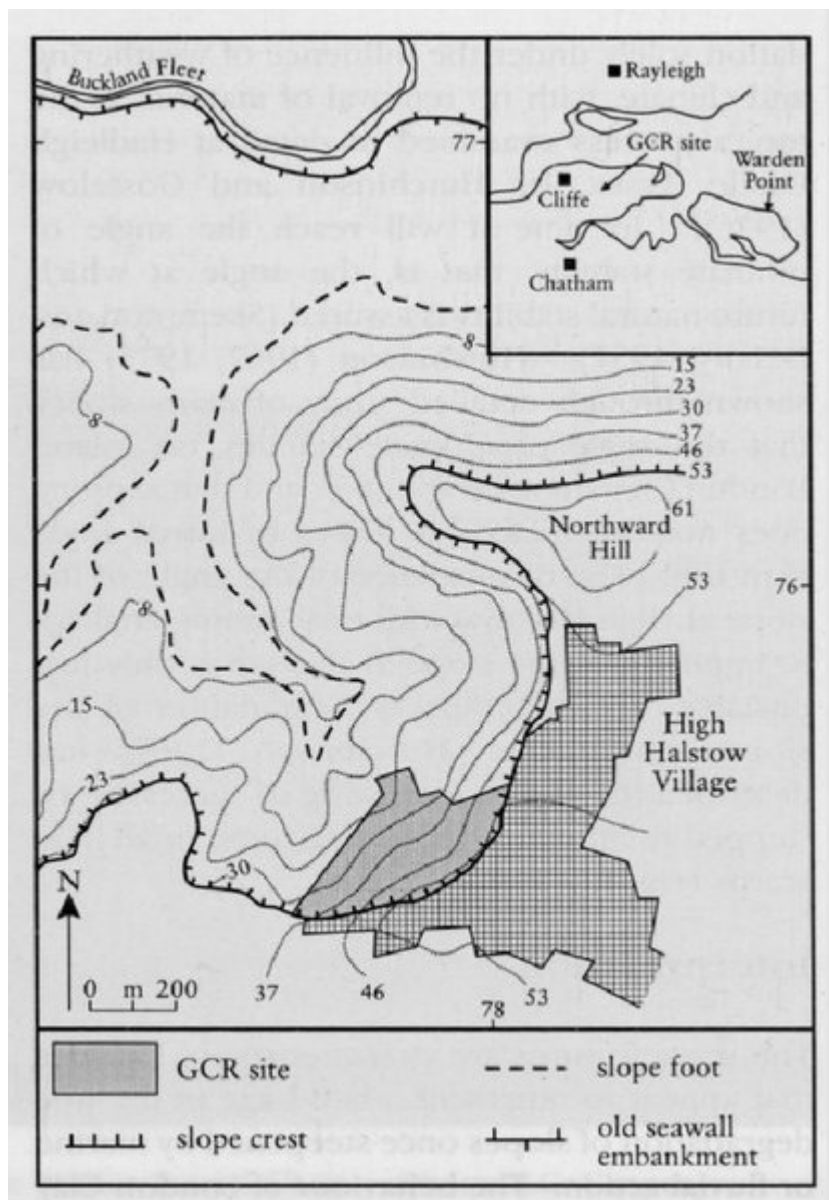 Buckland Fleet
77
Rayleigh
GCR site
Cliffe
Warden
Point
Chatham
8
15
23
30
37
46
53
61
Northward
Hill
8
76
53
8
15
High
Halstow
Village
23
30
N
0 m 200
37
46
53
78
GCR site
slope foot
slope crest
old seawall
embankment